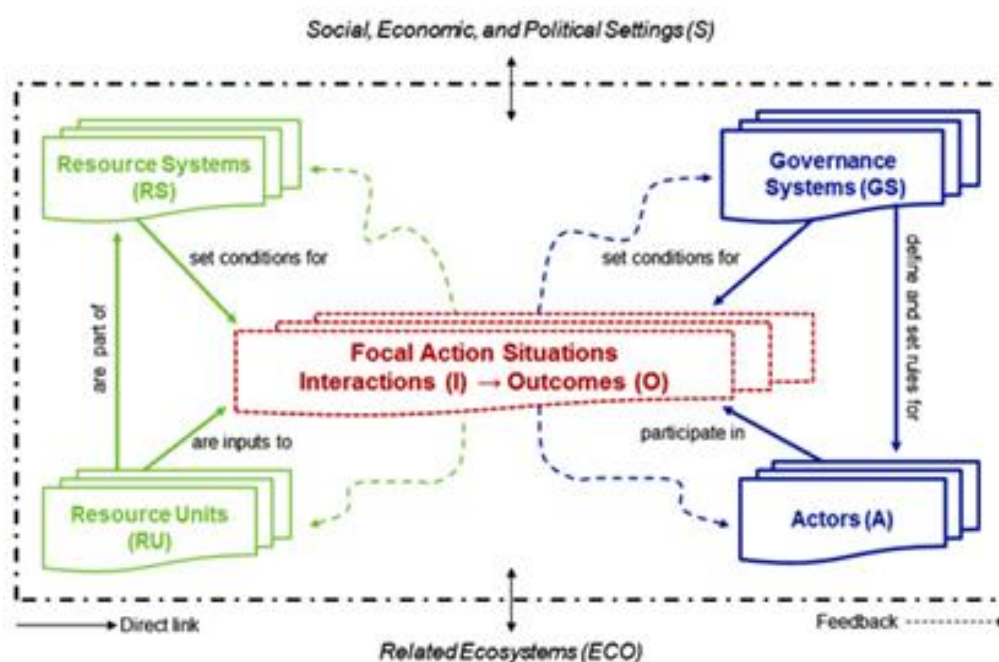 Social, Economic, and Political Settings (S)
Resource Systems
(RS)
Governance
Systems (GS)
set conditions for
set conditions for
are part of
define and set rules for
Focal Action Situations
Interactions (I) → Outcomes (O)
are inputs to
participate in
Resource Units
(RU)
Actors (A)
Direct link
Feedback
Related Ecosystems (ECO)